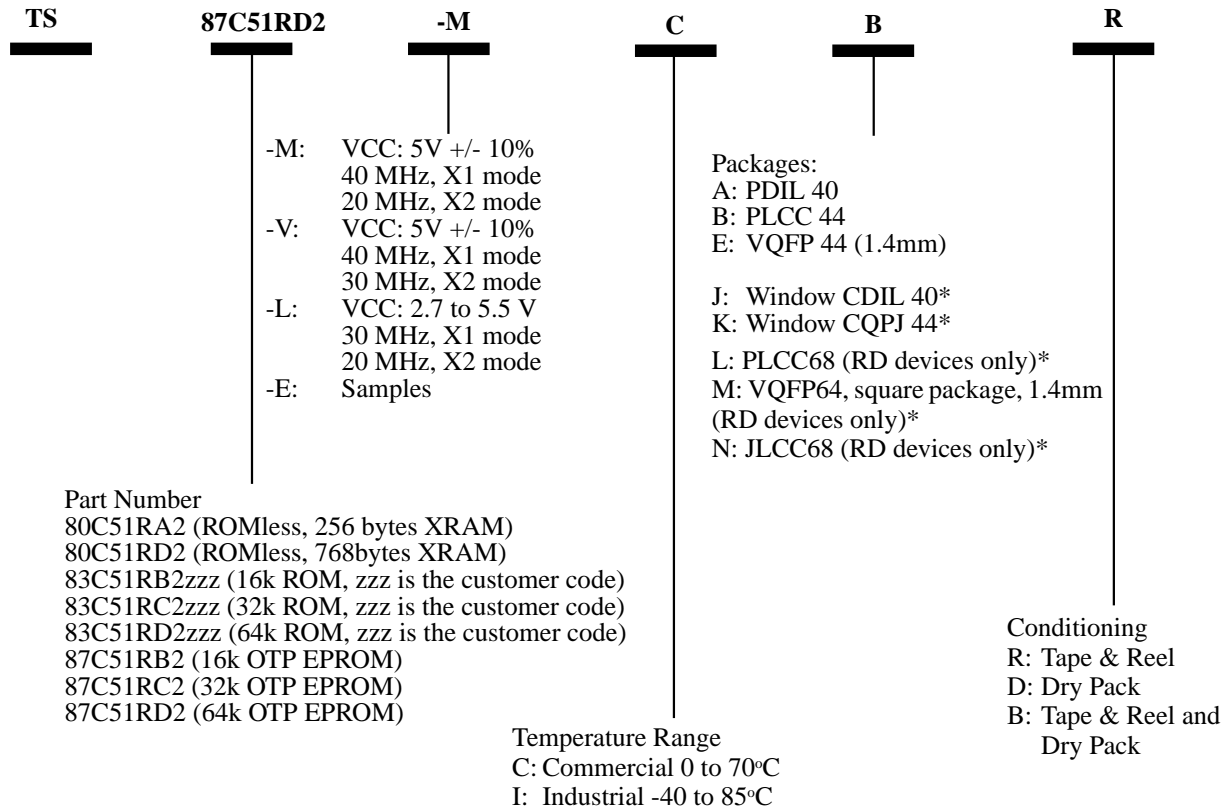 TS 87C51RD2 -M C B R
-M: VCC: 5V +/- 10%
40 MHz, X1 mode
20 MHz, X2 mode
-V: VCC: 5V +/- 10%
40 MHz, X1 mode
30 MHz, X2 mode
-L: VCC: 2.7 to 5.5 V
30 MHz, X1 mode
20 MHz, X2 mode
-E: Samples
Packages:
A: PDIL 40
B: PLCC 44
E: VQFP 44 (1.4mm)
J: Window CDIL 40*
K: Window CQPJ 44*
L: PLCC68 (RD devices only)*
M: VQFP64, square package, 1.4mm
(RD devices only)*
N: JLCC68 (RD devices only)*
Part Number
80C51RA2 (ROMless, 256 bytes XRAM)
80C51RD2 (ROMless, 768bytes XRAM)
83C51RB2zzz (16k ROM, zzz is the customer code)
83C51RC2zzz (32k ROM, zzz is the customer code)
83C51RD2zzz (64k ROM, zzz is the customer code)
87C51RB2 (16k OTP EPROM)
87C51RC2 (32k OTP EPROM)
87C51RD2 (64k OTP EPROM)
Conditioning
R: Tape & Reel
D: Dry Pack
B: Tape & Reel and
Dry Pack
Temperature Range
C: Commercial 0 to 70°C
I: Industrial -40 to 85°C